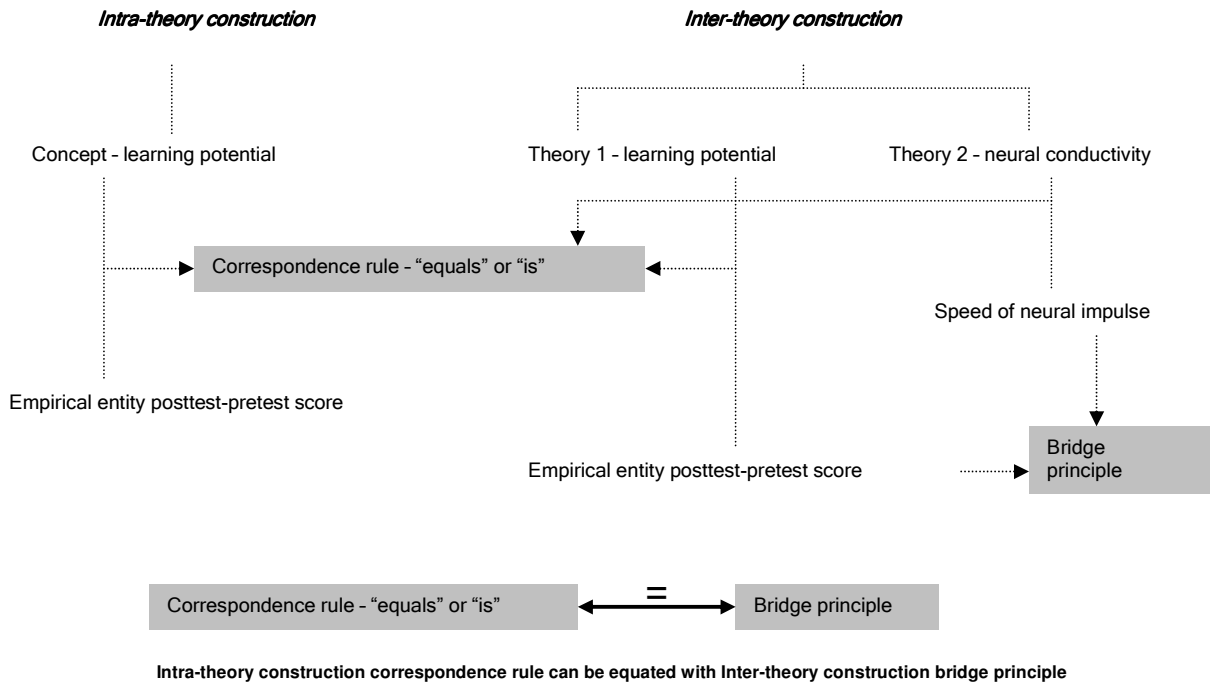 Intra-theory construction
Inter-theory construction
Concept - learning potential
Theory 1 - learning potential
Theory 2 - neural conductivity
Correspondence rule - “equals” or “is”
Speed of neural impulse
Empirical entity posttest-pretest score
Bridge
principle
Empirical entity posttest-pretest score
Correspondence rule - “equals” or “is”
=
Bridge principle
Intra-theory construction correspondence rule can be equated with Inter-theory construction bridge principle